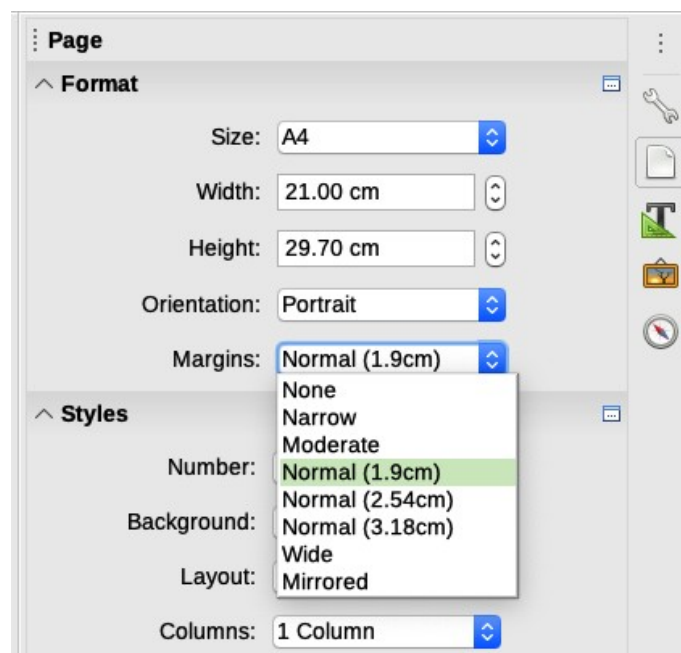 Page
Format
Size: A4
Width: 21.00 cm
Height: 29.70 cm
Orientation: Portrait
Margins: Normal (1.9cm)
None
Narrow
Moderate
Normal (1.9cm)
Normal (2.54cm)
Normal (3.18cm)
Wide
Mirrored
Styles
Number:
Background:
Layout:
Columns: 1 Column